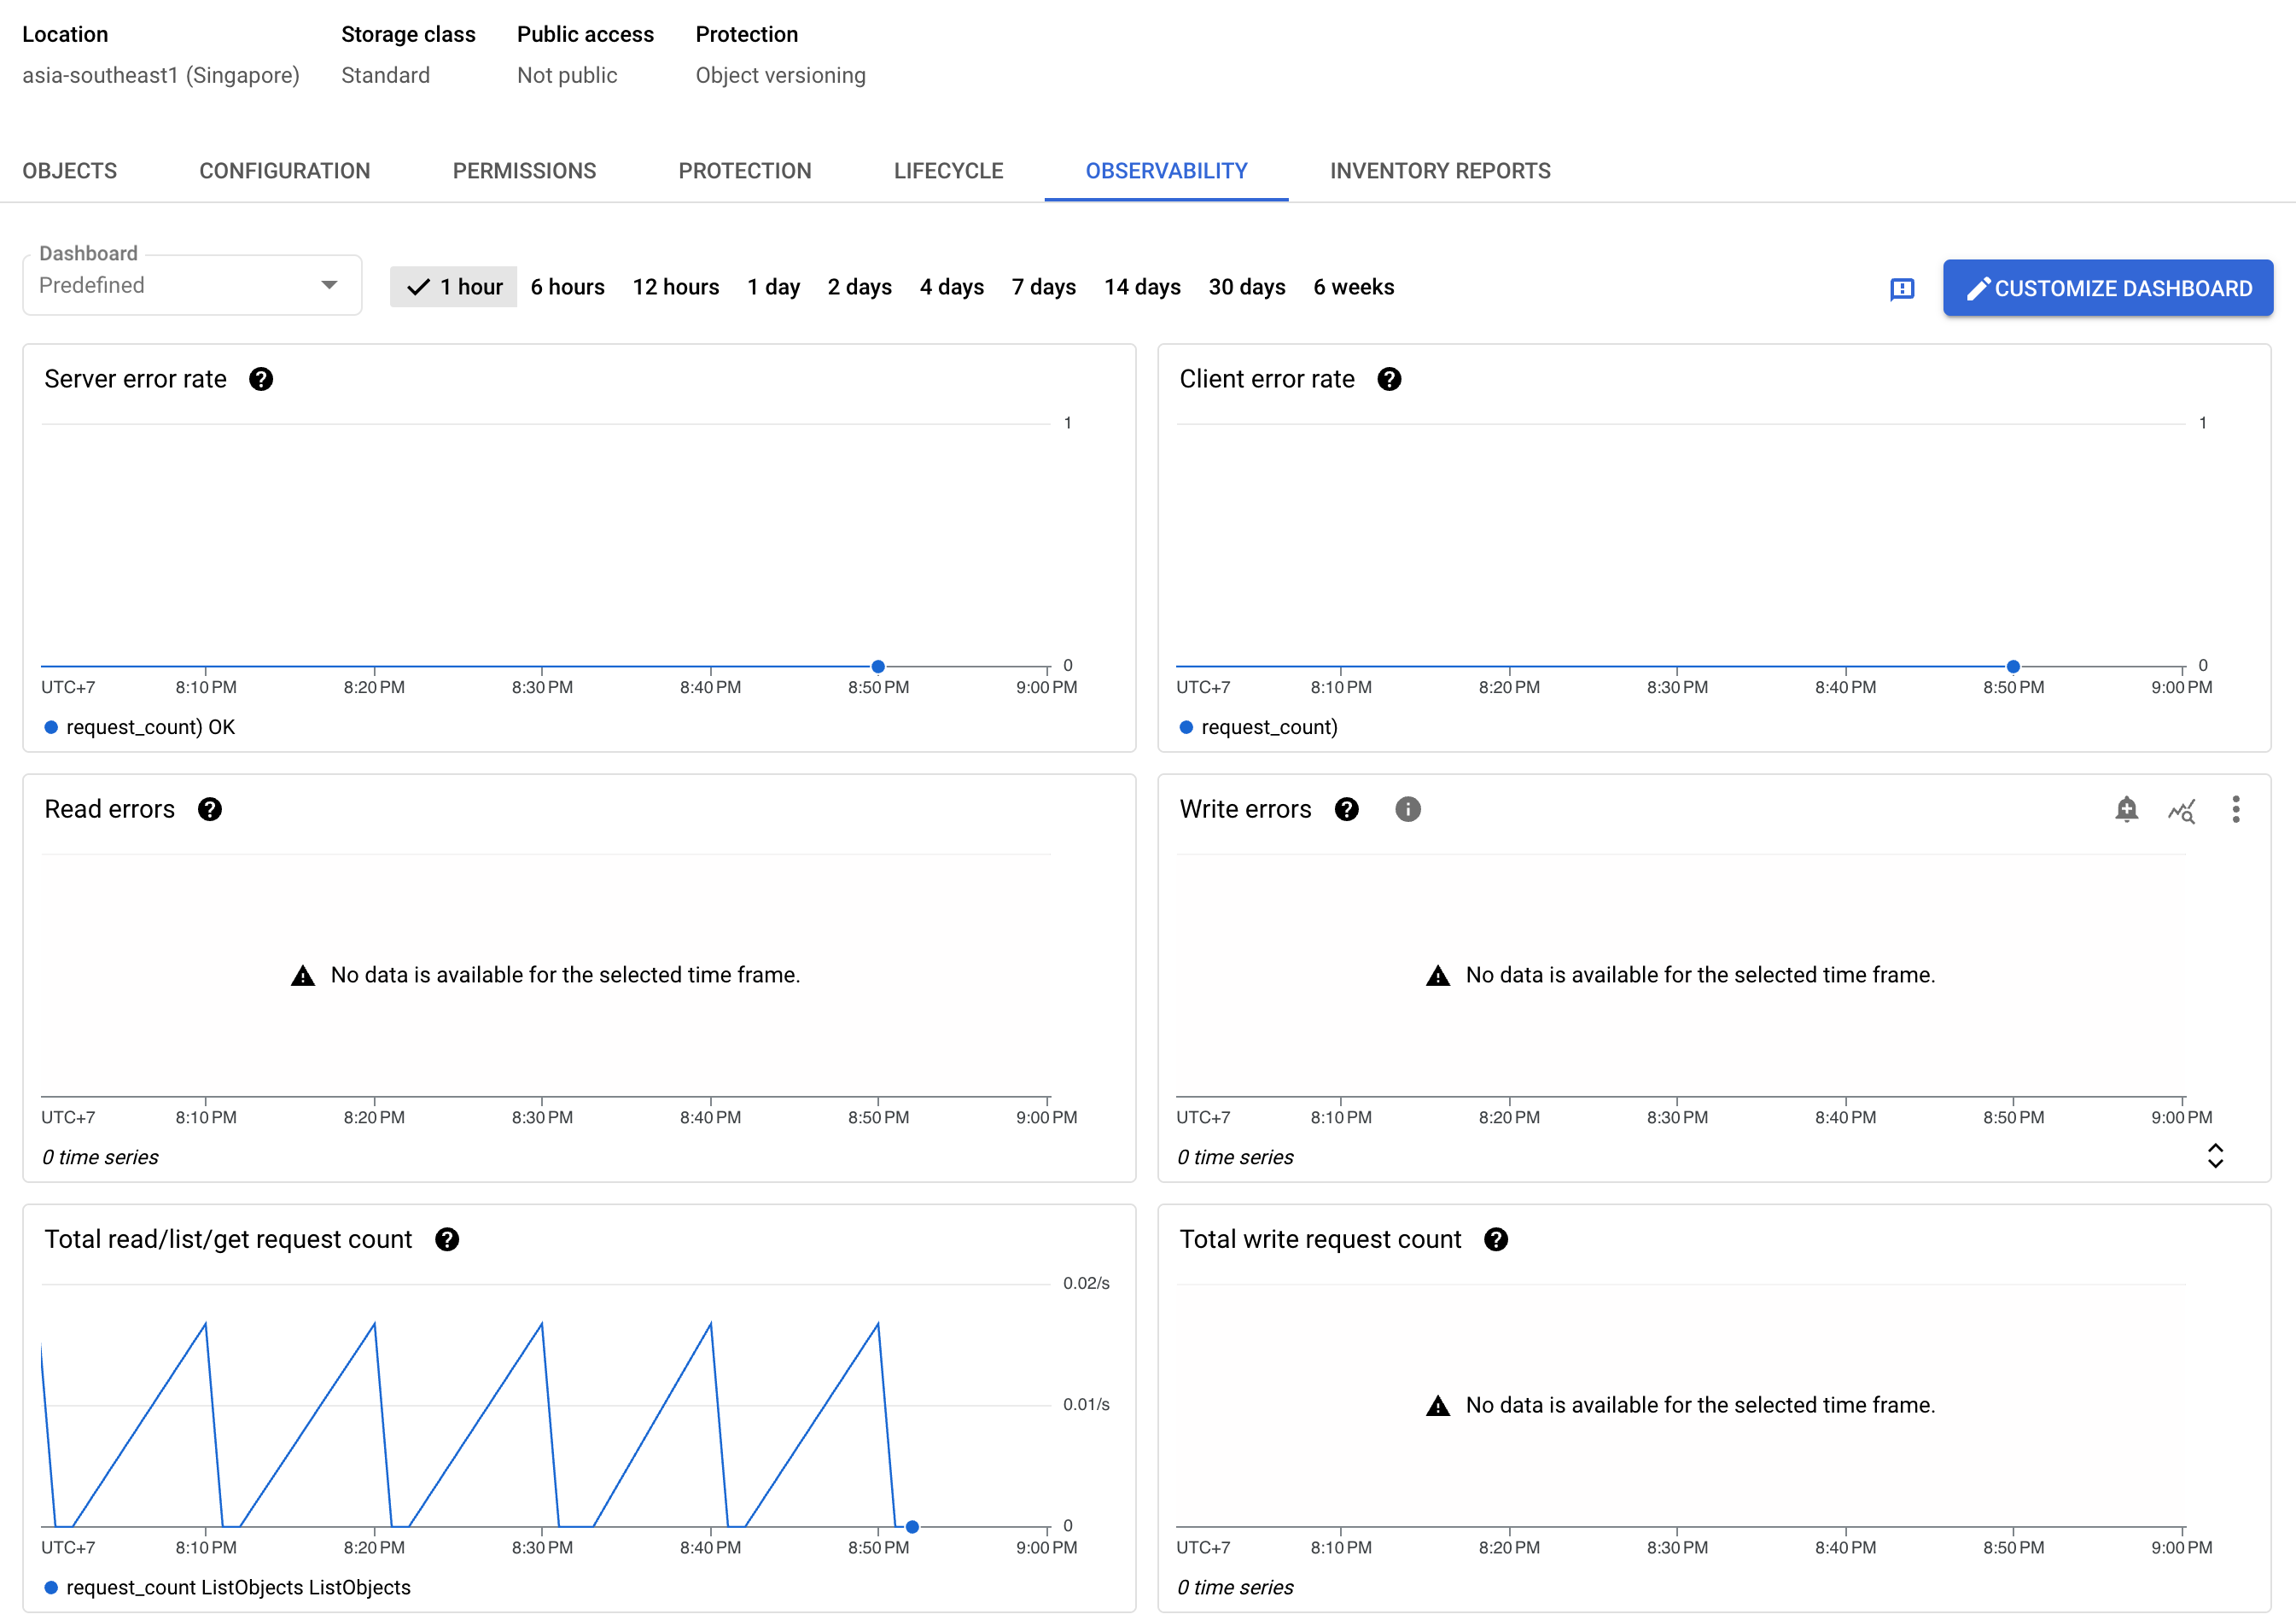 Location
Storage class
Public access
Protection
asia-southeast1 (Singapore)
Standard
Not public
Object versioning
OBJECTS
CONFIGURATION
PERMISSIONS
PROTECTION
LIFECYCLE
OBSERVABILITY
INVENTORY REPORTS
Dashboard
Predefined
1 hour
6 hours
12 hours
1 day
2 days
4 days
7 days
14 days
30 days
6 weeks
CUSTOMIZE DASHBOARD
Server error rate
1
0
UTC+7
8:10 PM
8:20 PM
8:30 PM
8:40 PM
8:50 PM
9:00 PM
request_count) OK
Client error rate
1
0
UTC+7
8:10 PM
8:20 PM
8:30 PM
8:40 PM
8:50 PM
9:00 PM
request_count)
Read errors
No data is available for the selected time frame.
UTC+7
8:10 PM
8:20 PM
8:30 PM
8:40 PM
8:50 PM
9:00 PM
0 time series
Write errors
No data is available for the selected time frame.
UTC+7
8:10 PM
8:20 PM
8:30 PM
8:40 PM
8:50 PM
9:00 PM
0 time series
Total read/list/get request count
0.02/s
0.01/s
0
UTC+7
8:10 PM
8:20 PM
8:30 PM
8:40 PM
8:50 PM
9:00 PM
request_count ListObjects ListObjects
Total write request count
No data is available for the selected time frame.
UTC+7
8:10 PM
8:20 PM
8:30 PM
8:40 PM
8:50 PM
9:00 PM
0 time series